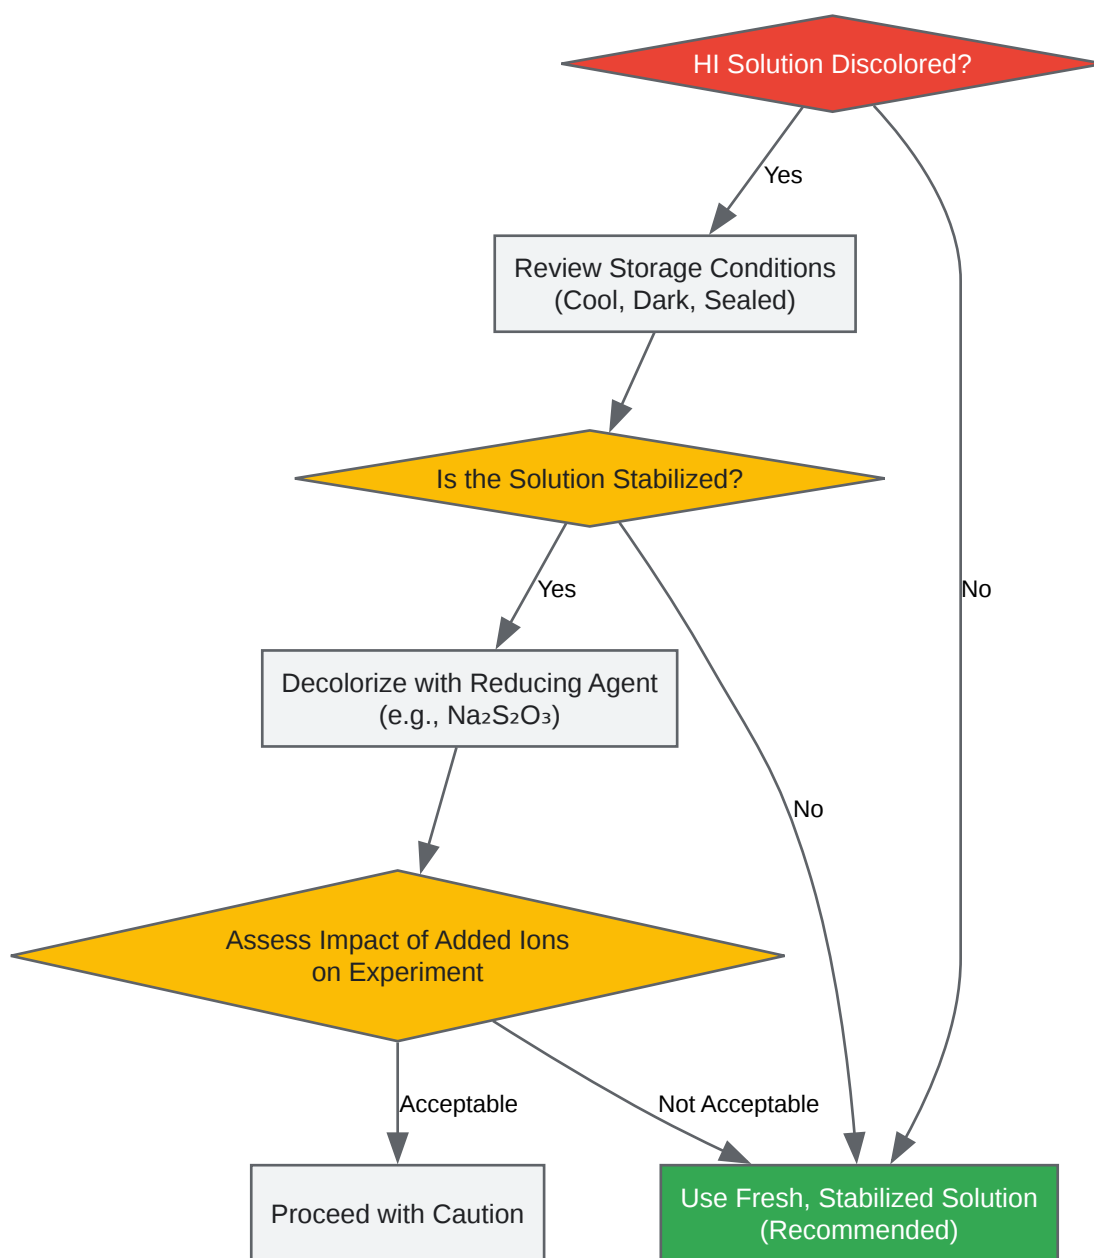 HI Solution Discolored?
Yes
Review Storage Conditions
(Cool, Dark, Sealed)
Is the Solution Stabilized?
Yes
No
Decolorize with Reducing Agent
(e.g., Na₂S₂O₃)
No
Assess Impact of Added Ions
on Experiment
Acceptable
Not Acceptable
Proceed with Caution
Use Fresh, Stabilized Solution
(Recommended)